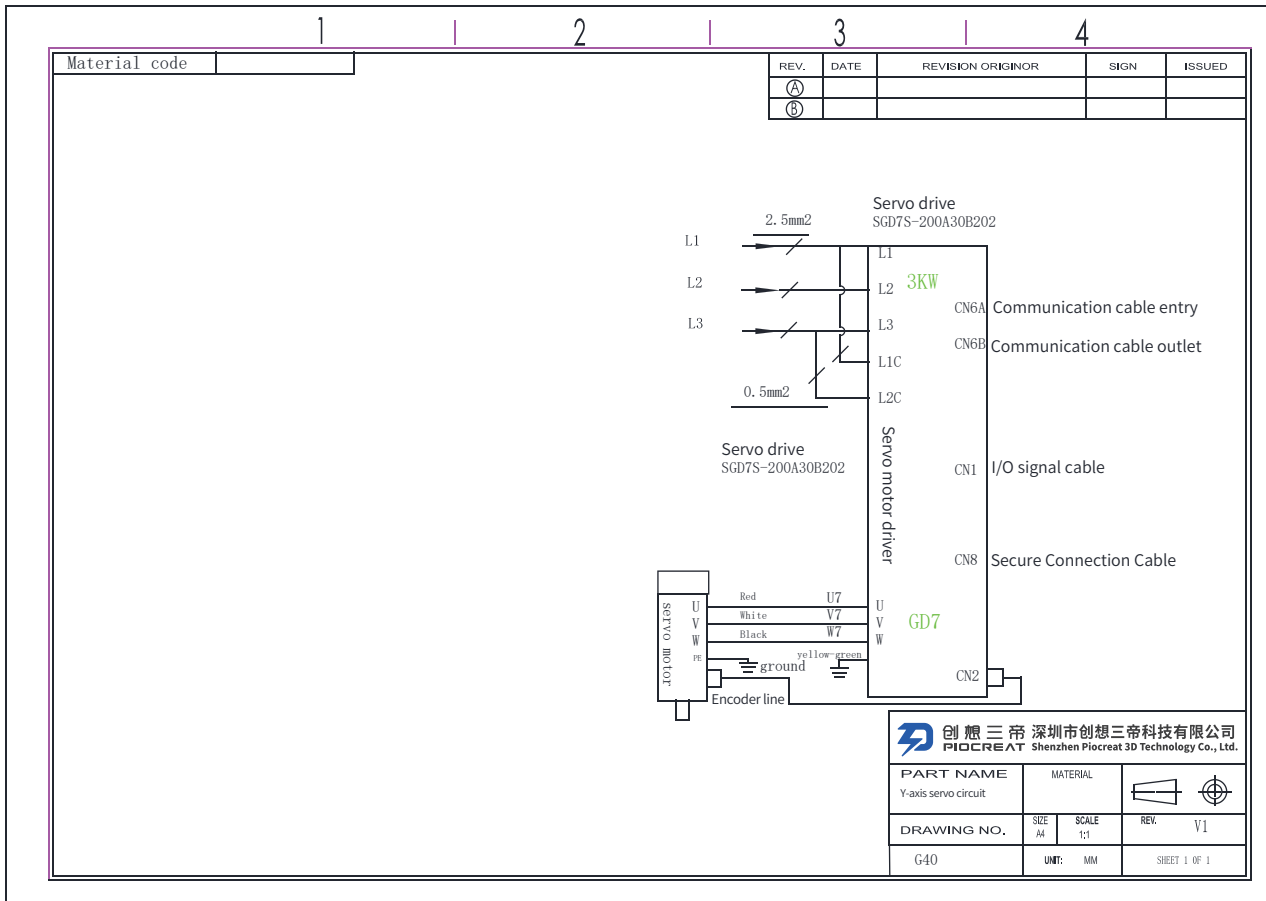 1 2 3 4
Material code
REV. DATE REVISION ORIGINOR SIGN ISSUED
A
B
Servo drive
SGD7S-200A30B202
2.5mm2
L1
L1
L2
L2
3KW
L3
L3
CN6A Communication cable entry
CN6B Communication cable outlet
L1C
0.5mm2
L2C
Servo drive
SGD7S-200A30B202
Servo motor driver
CN1 I/O signal cable
CN8 Secure Connection Cable
servo motor
U Red U7 U
V White V7 V
W Black W7 W
GD7
PE
ground
yellow-green
CN2
Encoder line
创想三帝 深圳市创想三帝科技有限公司
PIOCREAT Shenzhen Piocreat 3D Technology Co., Ltd.
PART NAME
Y-axis servo circuit
MATERIAL
DRAWING NO.
SIZE
A4
SCALE
1:1
REV. V1
G40
UNIT: MM
SHEET 1 OF 1